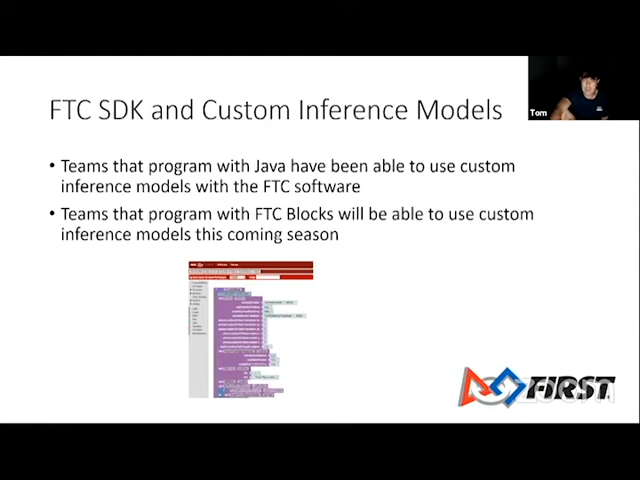 FTC SDK and Custom Inference Models
Tom
• Teams that program with Java have been able to use custom
inference models with the FTC software
• Teams that program with FTC Blocks will be able to use custom
inference models this coming season
FIRST
zoom